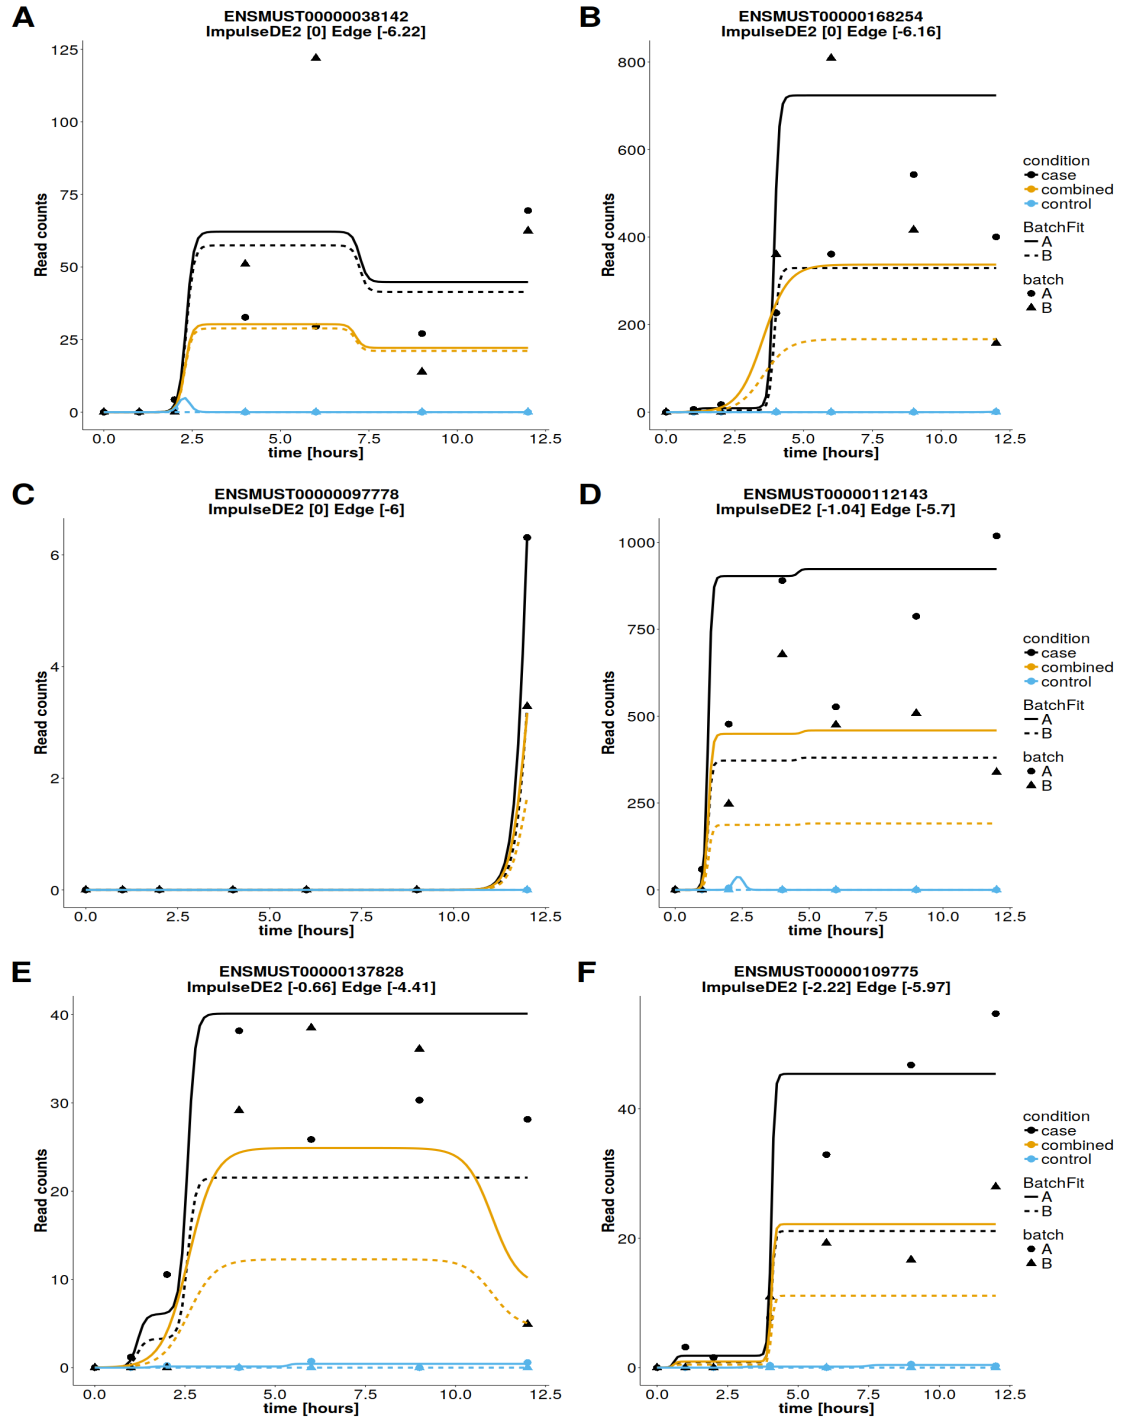 A
ENSMUST00000038142
ImpulseDE2 [0] Edge [-6.22]
125
100
75
50
25
0
Read counts
0.0 2.5 5.0 7.5 10.0 12.5
time [hours]
B
ENSMUST00000168254
ImpulseDE2 [0] Edge [-6.16]
800
600
400
200
0
Read counts
0.0 2.5 5.0 7.5 10.0 12.5
time [hours]
condition
case
combined
control
BatchFit
A
B
batch
A
B
C
ENSMUST00000097778
ImpulseDE2 [0] Edge [-6]
6
4
2
0
Read counts
0.0 2.5 5.0 7.5 10.0 12.5
time [hours]
D
ENSMUST00000112143
ImpulseDE2 [-1.04] Edge [-5.7]
1000
750
500
250
0
Read counts
0.0 2.5 5.0 7.5 10.0 12.5
time [hours]
condition
case
combined
control
BatchFit
A
B
batch
A
B
E
ENSMUST00000137828
ImpulseDE2 [-0.66] Edge [-4.41]
40
30
20
10
0
Read counts
0.0 2.5 5.0 7.5 10.0 12.5
time [hours]
F
ENSMUST00000109775
ImpulseDE2 [-2.22] Edge [-5.97]
40
20
0
Read counts
0.0 2.5 5.0 7.5 10.0 12.5
time [hours]
condition
case
combined
control
BatchFit
A
B
batch
A
B